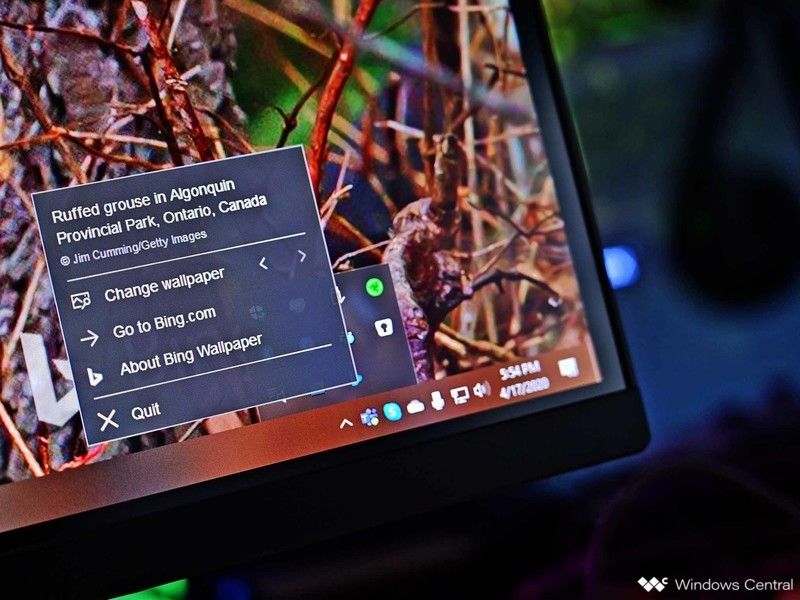 Ruffed grouse in Algonquin
Provincial Park, Ontario, Canada
© Jim Cumming/Getty Images
Change wallpaper
Go to Bing.com
About Bing Wallpaper
Quit
5:54 PM
4/17/2020
Windows Central